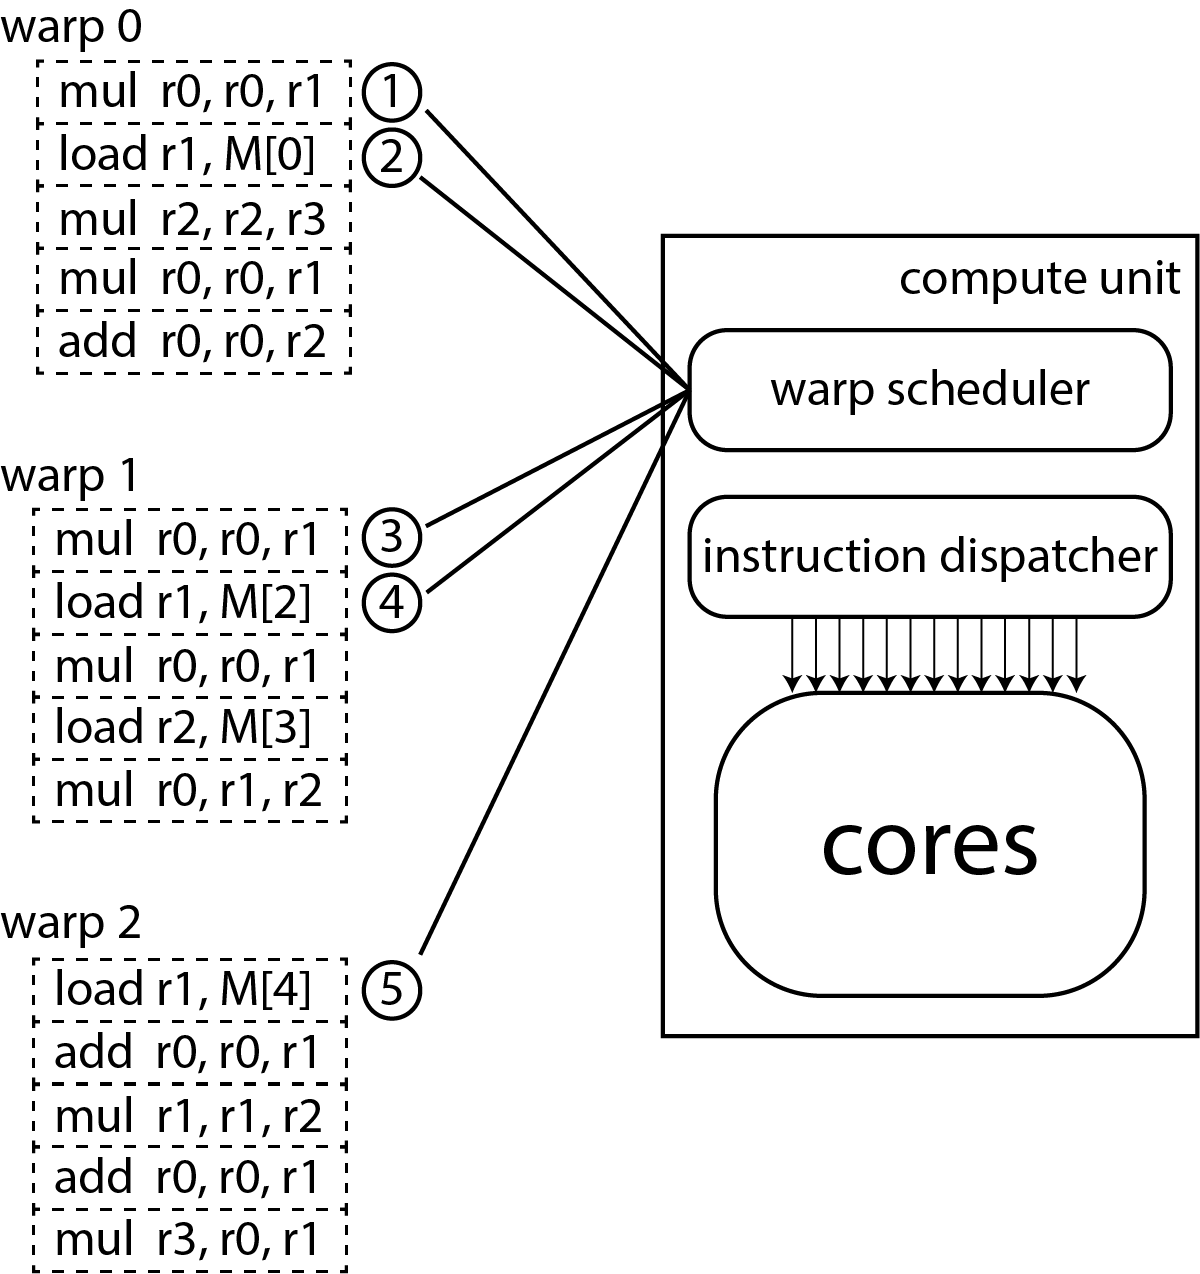 warp 0
mul r0, r0, r1 1
load r1, M[0] 2
mul r2, r2, r3
mul r0, r0, r1
add r0, r0, r2
warp 1
mul r0, r0, r1 3
load r1, M[2] 4
mul r0, r0, r1
load r2, M[3]
mul r0, r1, r2
warp 2
load r1, M[4] 5
add r0, r0, r1
mul r1, r1, r2
add r0, r0, r1
mul r3, r0, r1
compute unit
warp scheduler
instruction dispatcher
cores